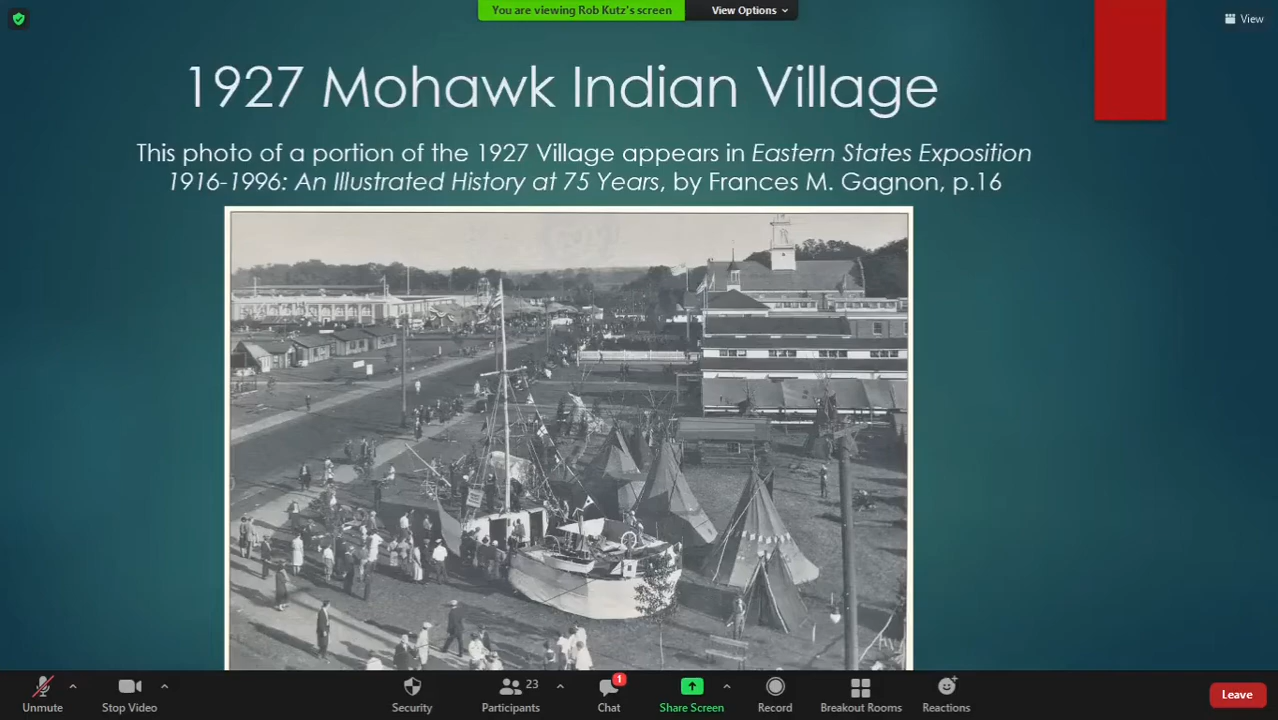 You are viewing Rob Kutz's screen
View Options
View
1927 Mohawk Indian Village
This photo of a portion of the 1927 Village appears in Eastern States Exposition
1916-1996: An Illustrated History at 75 Years, by Frances M. Gagnon, p.16
Unmute
Stop Video
Security
23
Participants
1
Chat
Share Screen
Record
Breakout Rooms
Reactions
Leave